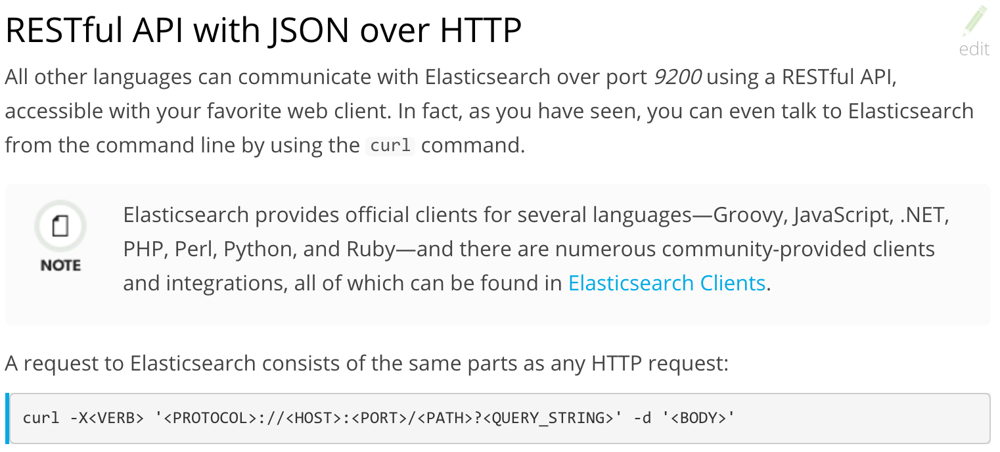 RESTful API with JSON over HTTP
edit
All other languages can communicate with Elasticsearch over port 9200 using a RESTful API,
accessible with your favorite web client. In fact, as you have seen, you can even talk to Elasticsearch
from the command line by using the curl command.
NOTE
Elasticsearch provides official clients for several languages—Groovy, JavaScript, .NET,
PHP, Perl, Python, and Ruby—and there are numerous community-provided clients
and integrations, all of which can be found in Elasticsearch Clients.
A request to Elasticsearch consists of the same parts as any HTTP request:
curl -X<VERB> '<PROTOCOL>://<HOST>:<PORT>/<PATH>?<QUERY_STRING>' -d '<BODY>'